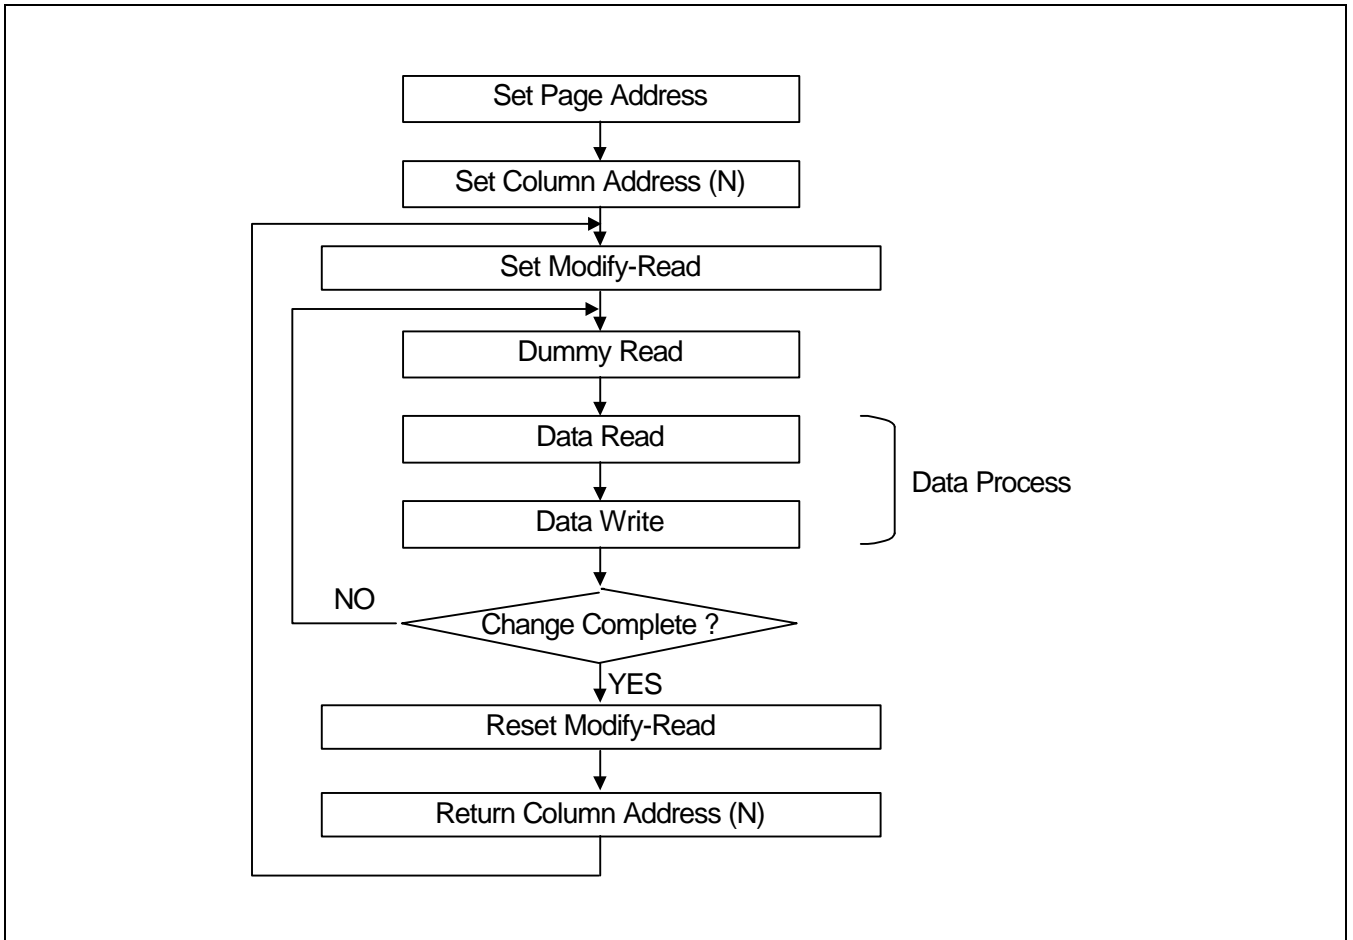 Set Page Address
Set Column Address (N)
Set Modify-Read
Dummy Read
Data Read
Data Process
Data Write
NO
Change Complete ?
YES
Reset Modify-Read
Return Column Address (N)